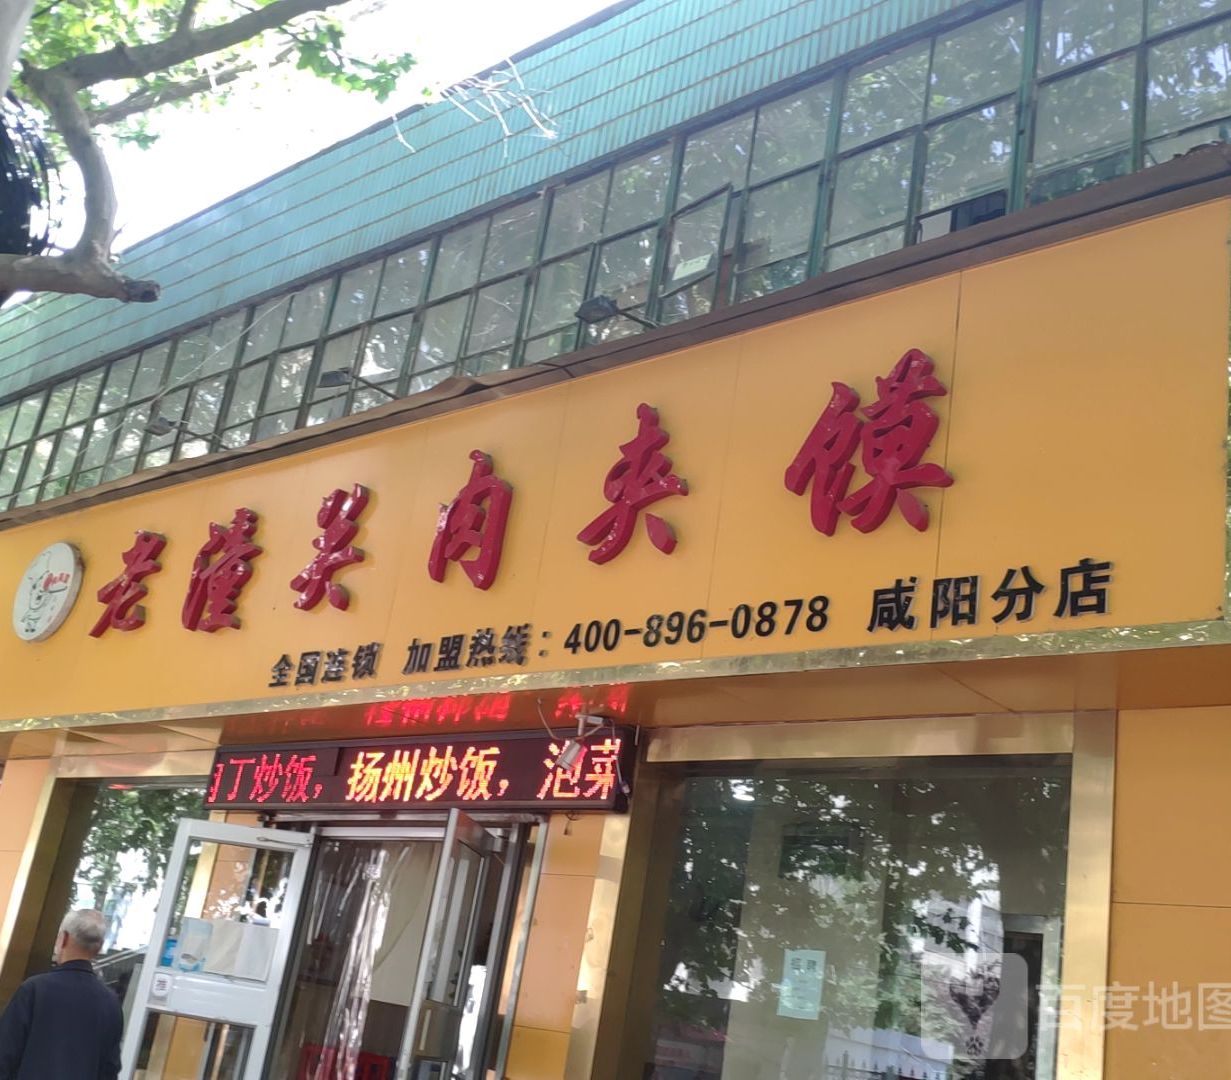 老潼关肉夹馍
全国连锁 加盟热线：400-896-0878 咸阳分店
丁炒饭，扬州炒饭，泡菜
百度地图